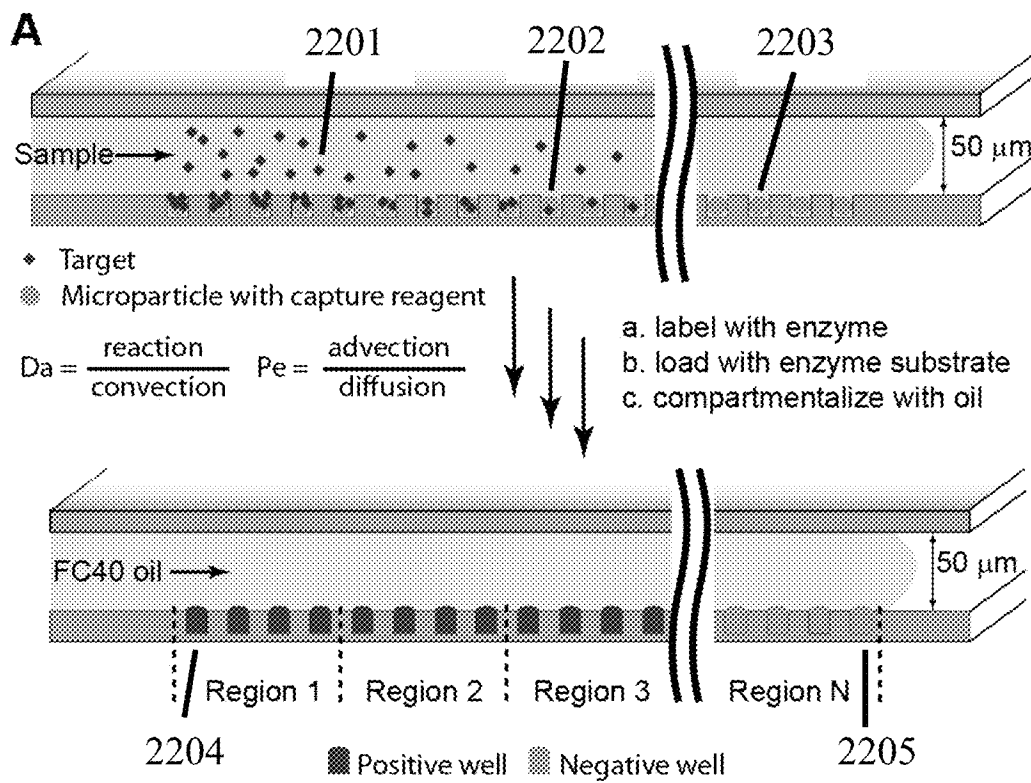 A
2201 2202 2203
Sample
50 µm
Target
Microparticle with capture reagent
Da = reaction / convection Pe = advection / diffusion
a. label with enzyme
b. load with enzyme substrate
c. compartmentalize with oil
FC40 oil
50 µm
Region 1 Region 2 Region 3 Region N
2204 2205
Positive well Negative well